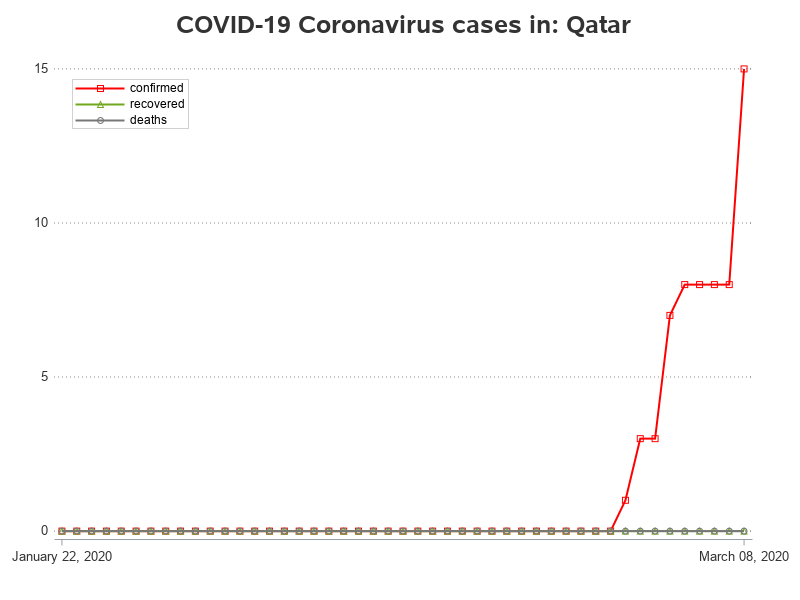 COVID-19 Coronavirus cases in: Qatar
15
confirmed
recovered
deaths
10
5
0
January 22, 2020
March 08, 2020